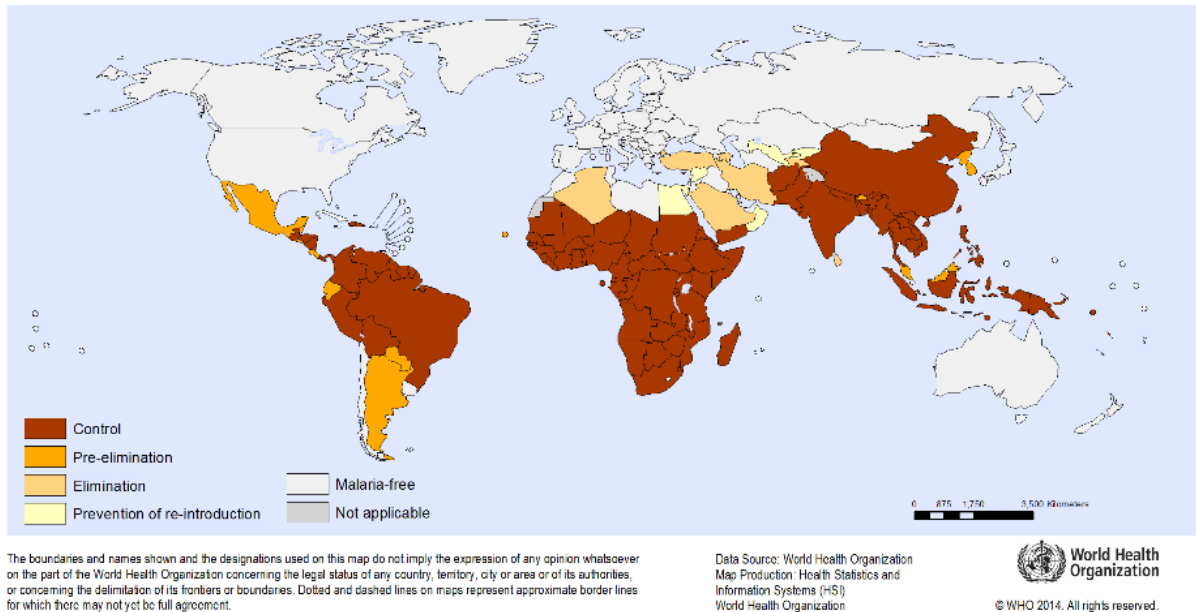 Control
Pre-elimination
Elimination
Prevention of re-introduction
Malaria-free
Not applicable
0 875 1,750 3,500 Kilometers
The boundaries and names shown and the designations used on this map do not imply the expression of any opinion whatsoever
on the part of the World Health Organization concerning the legal status of any country, territory, city or area or of its authorities,
or concerning the delimitation of its frontiers or boundaries. Dotted and dashed lines on maps represent approximate border lines
for which there may not yet be full agreement.
Data Source: World Health Organization
Map Production: Health Statistics and
Information Systems (HSI)
World Health Organization
World Health
Organization
© WHO 2014. All rights reserved.